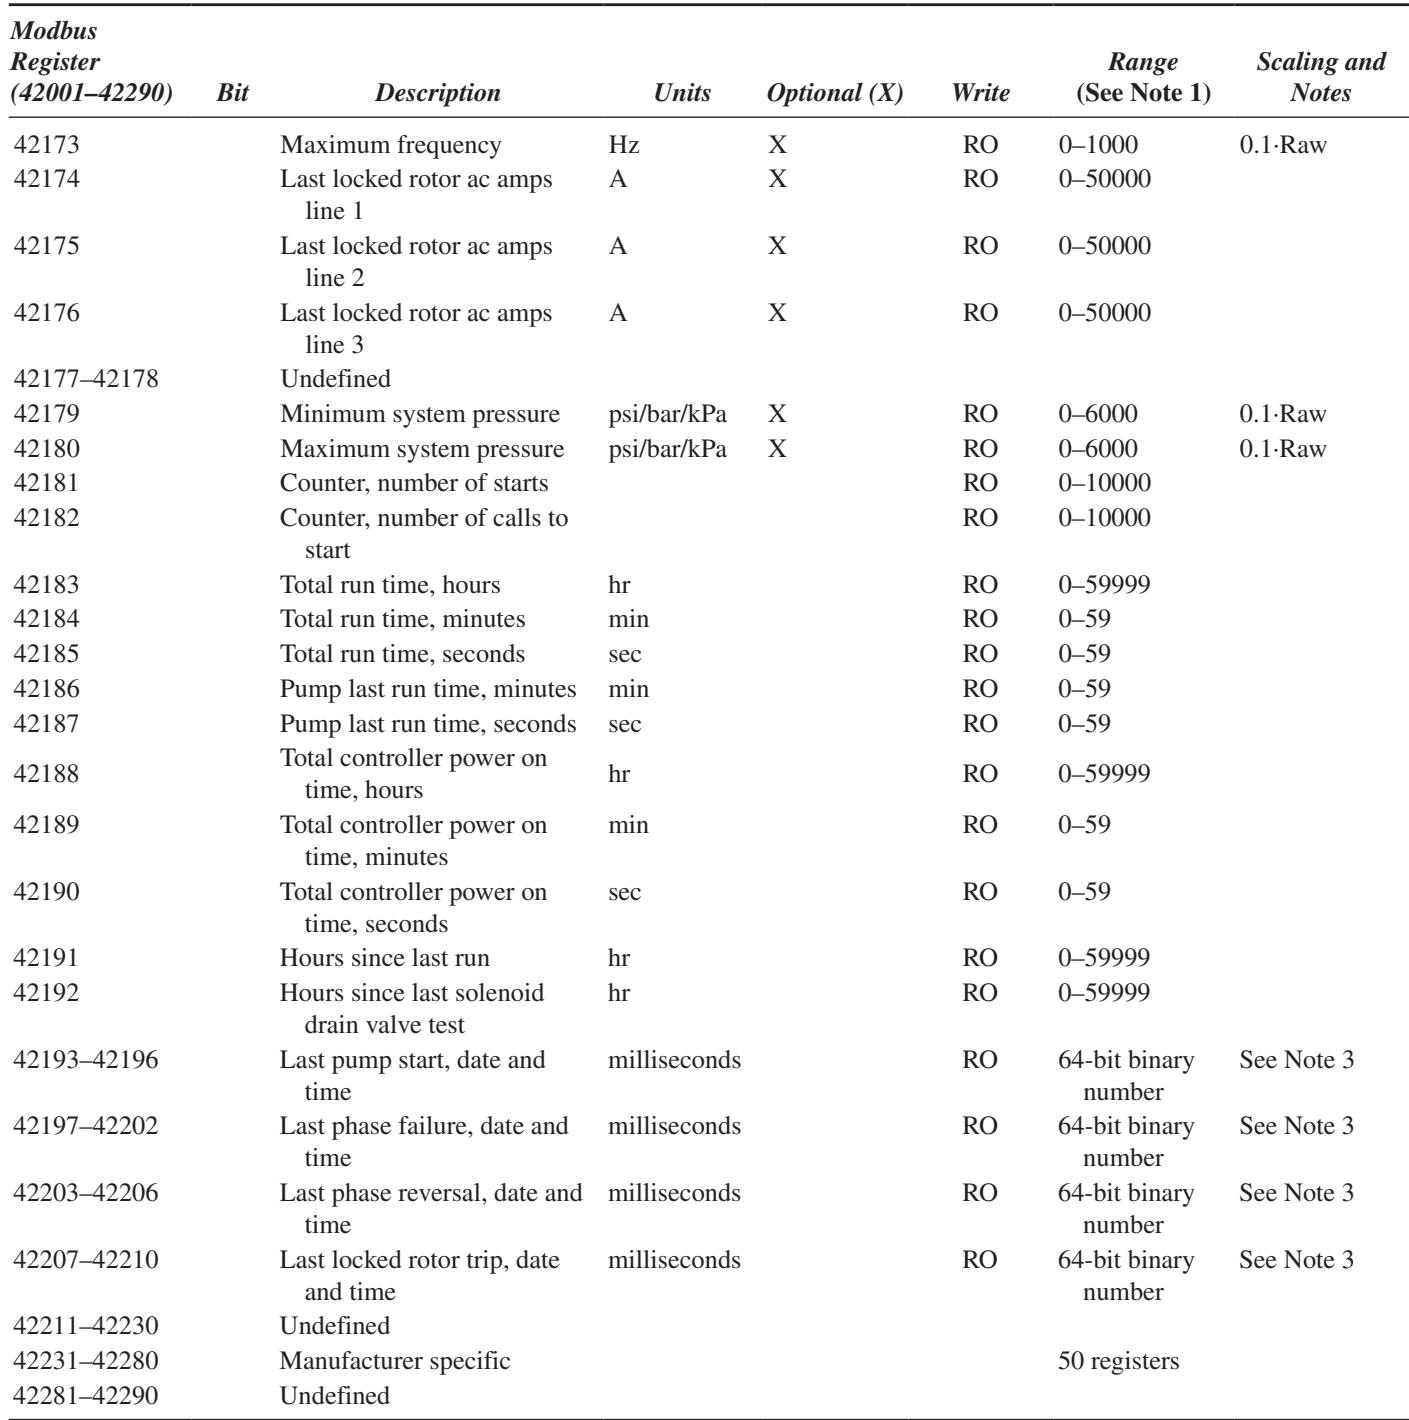 Modbus
Register Range Scaling and
(42001–42290) Bit Description Units Optional (X) Write (See Note 1) Notes
42173 Maximum frequency Hz X RO 0–1000 0.1·Raw
42174 Last locked rotor ac amps A X RO 0–50000
line 1
42175 Last locked rotor ac amps A X RO 0–50000
line 2
42176 Last locked rotor ac amps A X RO 0–50000
line 3
42177–42178 Undefined
42179 Minimum system pressure psi/bar/kPa X RO 0–6000 0.1·Raw
42180 Maximum system pressure psi/bar/kPa X RO 0–6000 0.1·Raw
42181 Counter, number of starts RO 0–10000
42182 Counter, number of calls to RO 0–10000
start
42183 Total run time, hours hr RO 0–59999
42184 Total run time, minutes min RO 0–59
42185 Total run time, seconds sec RO 0–59
42186 Pump last run time, minutes min RO 0–59
42187 Pump last run time, seconds sec RO 0–59
42188 Total controller power on hr RO 0–59999
time, hours
42189 Total controller power on min RO 0–59
time, minutes
42190 Total controller power on sec RO 0–59
time, seconds
42191 Hours since last run hr RO 0–59999
42192 Hours since last solenoid hr RO 0–59999
drain valve test
42193–42196 Last pump start, date and milliseconds RO 64-bit binary See Note 3
time number
42197–42202 Last phase failure, date and milliseconds RO 64-bit binary See Note 3
time number
42203–42206 Last phase reversal, date and milliseconds RO 64-bit binary See Note 3
time number
42207–42210 Last locked rotor trip, date milliseconds RO 64-bit binary See Note 3
and time number
42211–42230 Undefined
42231–42280 Manufacturer specific 50 registers
42281–42290 Undefined